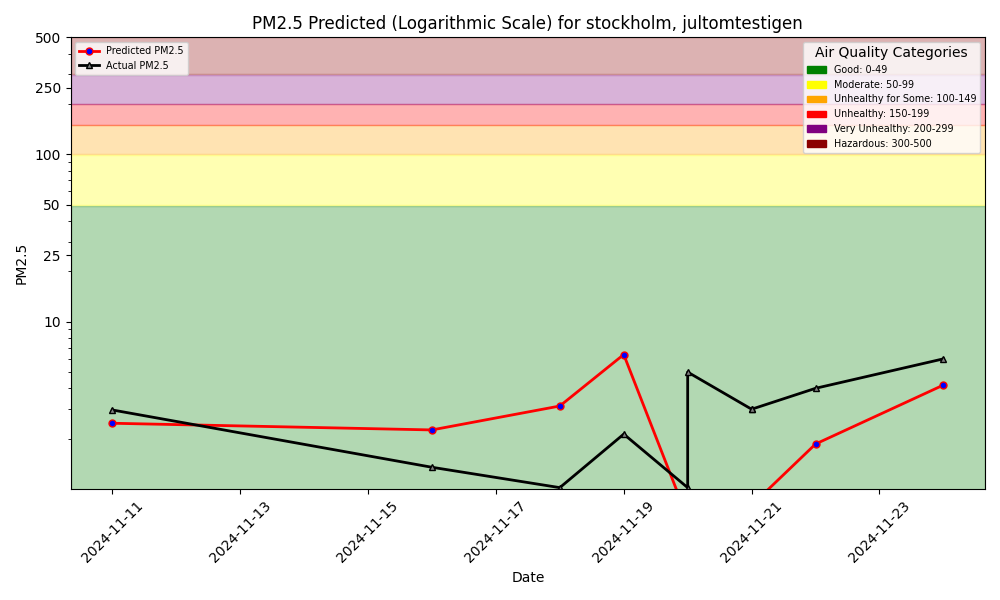 PM2.5 Predicted (Logarithmic Scale) for stockholm, jultomtestigen
Predicted PM2.5
Actual PM2.5
Air Quality Categories
Good: 0-49
Moderate: 50-99
Unhealthy for Some: 100-149
Unhealthy: 150-199
Very Unhealthy: 200-299
Hazardous: 300-500
500
250
100
50
25
10
PM2.5
2024-11-11
2024-11-13
2024-11-15
2024-11-17
2024-11-19
2024-11-21
2024-11-23
Date